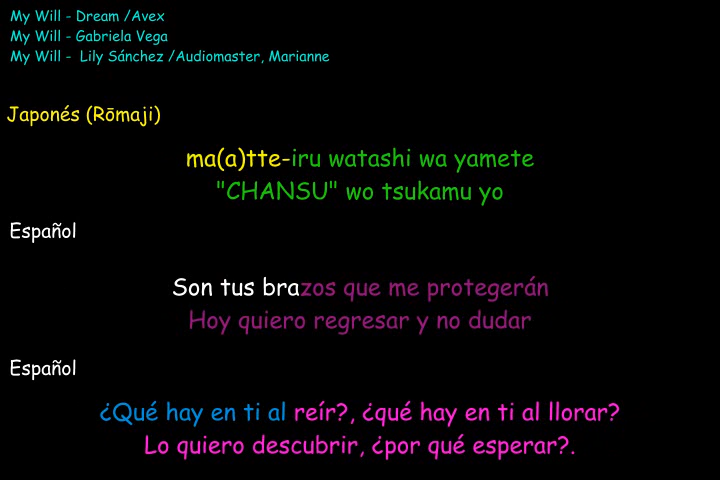 My Will - Dream /Avex
My Will - Gabriela Vega
My Will -  Lily Sánchez /Audiomaster, Marianne
Japonés (Rōmaji)
ma(a)tte-iru watashi wa yamete
"CHANSU" wo tsukamu yo
Español
Son tus brazos que me protegerán
Hoy quiero regresar y no dudar
Español
¿Qué hay en ti al reír?, ¿qué hay en ti al llorar?
Lo quiero descubrir, ¿por qué esperar?.